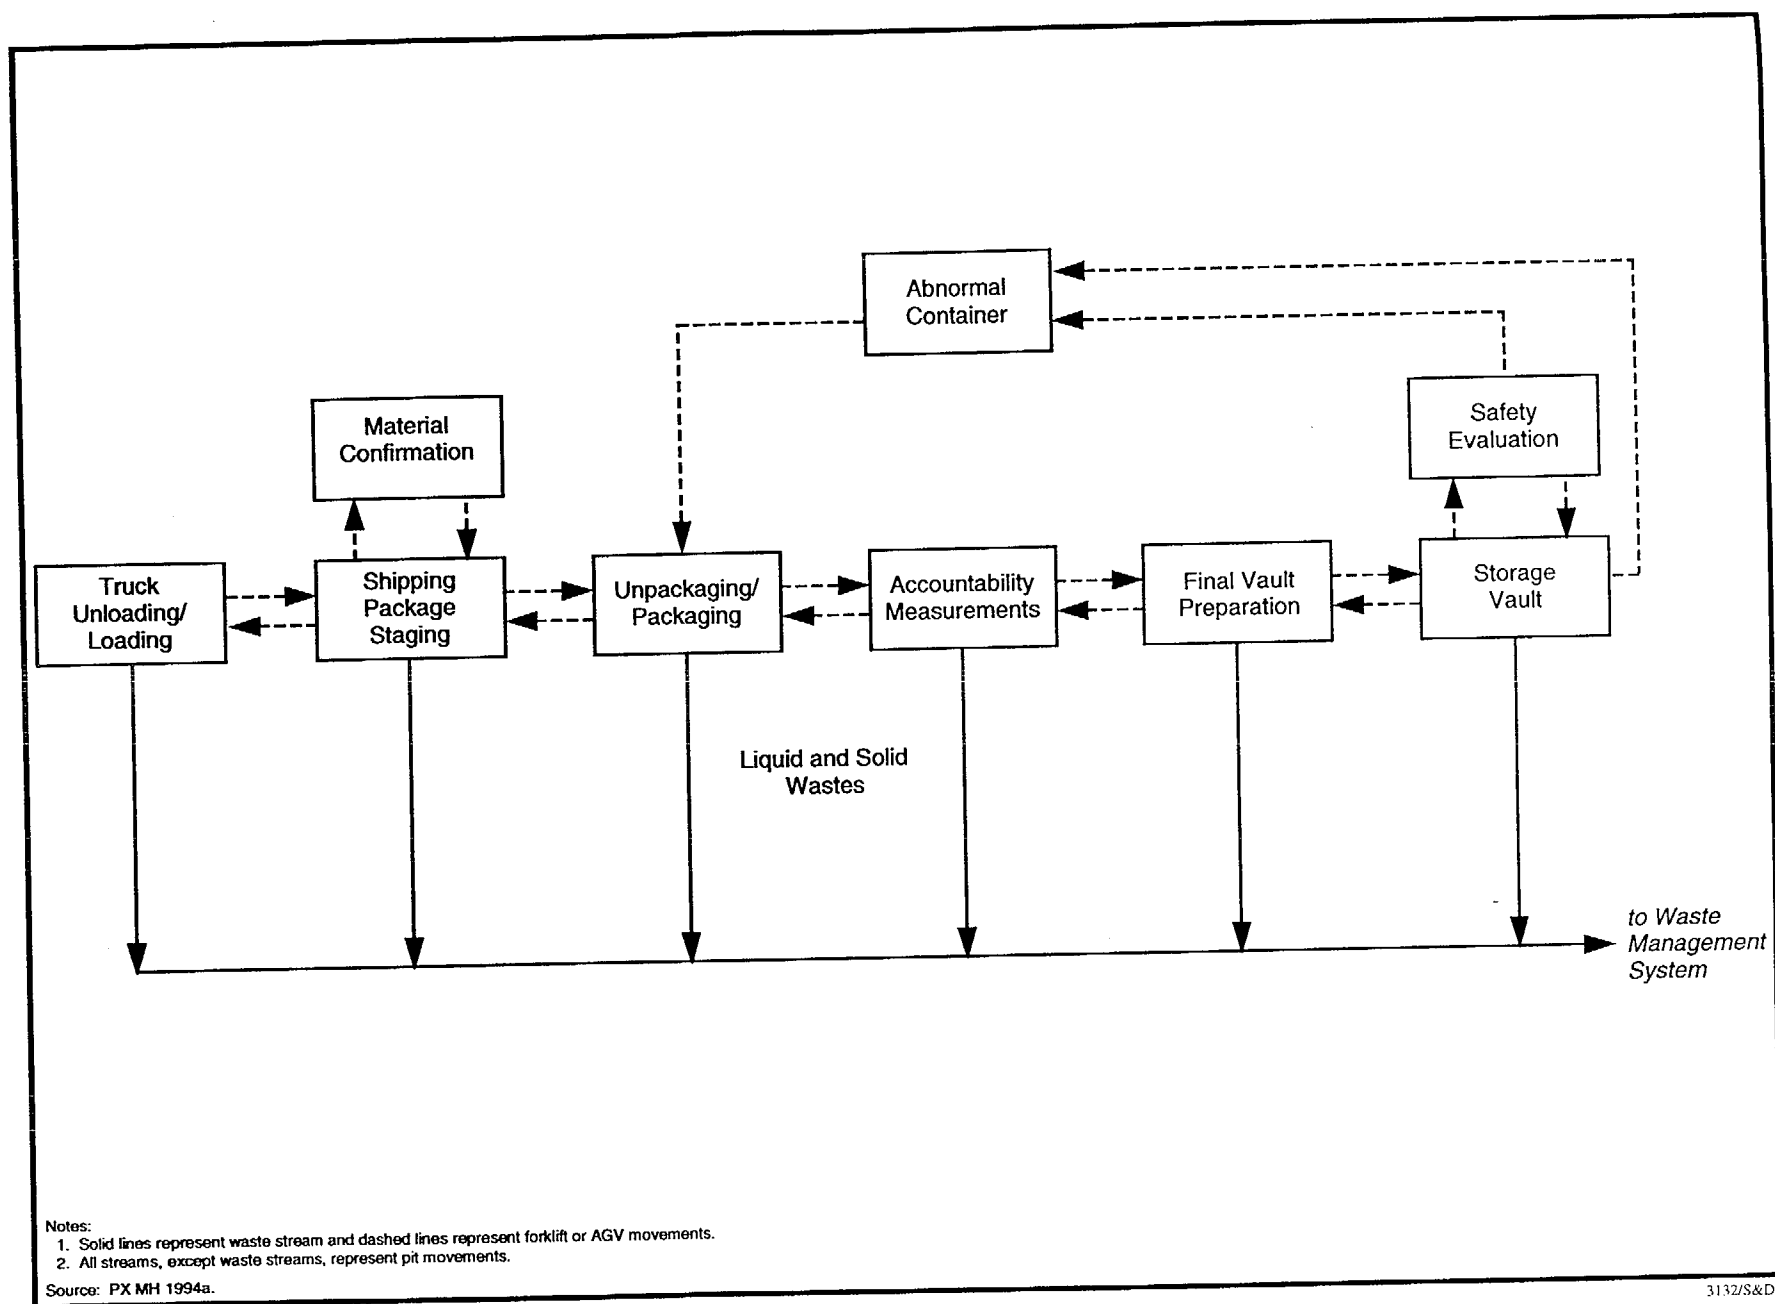 Abnormal
Container
Safety
Evaluation
Material
Confirmation
Truck
Unloading/
Loading
Shipping
Package
Staging
Unpackaging/
Packaging
Accountability
Measurements
Final Vault
Preparation
Storage
Vault
Liquid and Solid
Wastes
to Waste
Management
System
Notes:
1. Solid lines represent waste stream and dashed lines represent forklift or AGV movements.
2. All streams, except waste streams, represent pit movements.
Source: PX MH 1994a.
3132/S&D